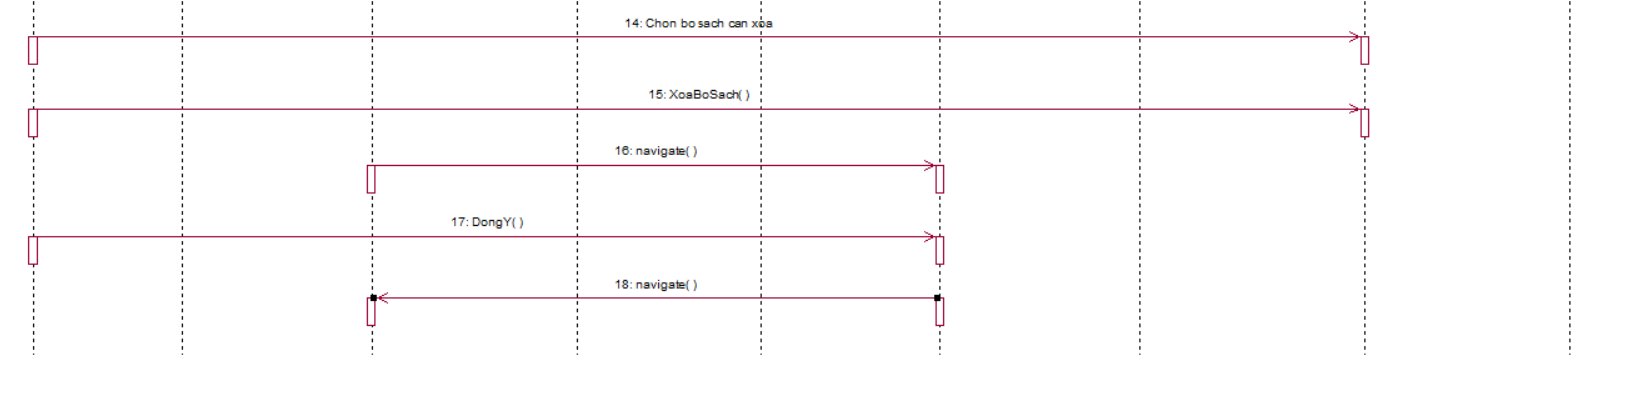 14: Chon bo sach can xoa
15: XoaBoSach( )
16: navigate( )
17: DongY( )
18: navigate( )